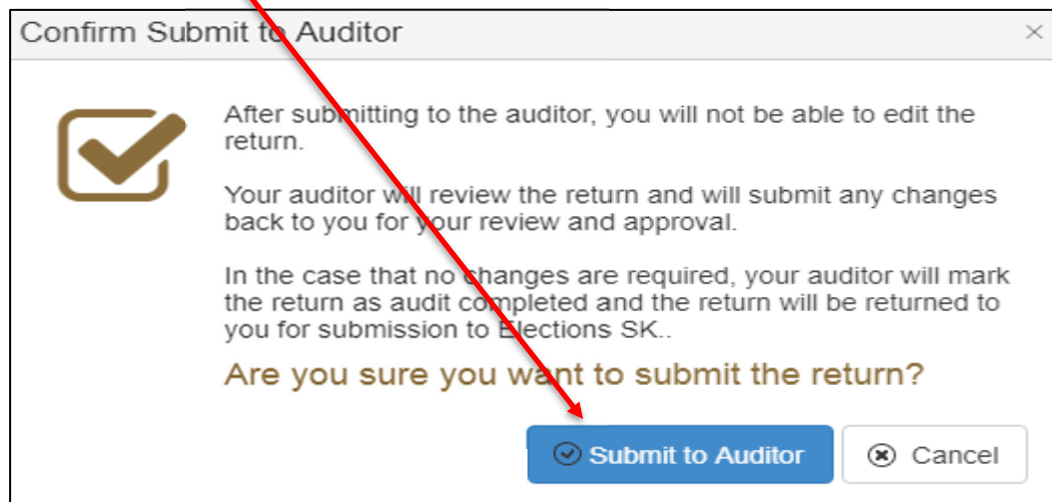 Confirm Submit to Auditor
After submitting to the auditor, you will not be able to edit the
return.
Your auditor will review the return and will submit any changes
back to you for your review and approval.
In the case that no changes are required, your auditor will mark
the return as audit completed and the return will be returned to
you for submission to Elections SK..
Are you sure you want to submit the return?
Submit to Auditor
Cancel